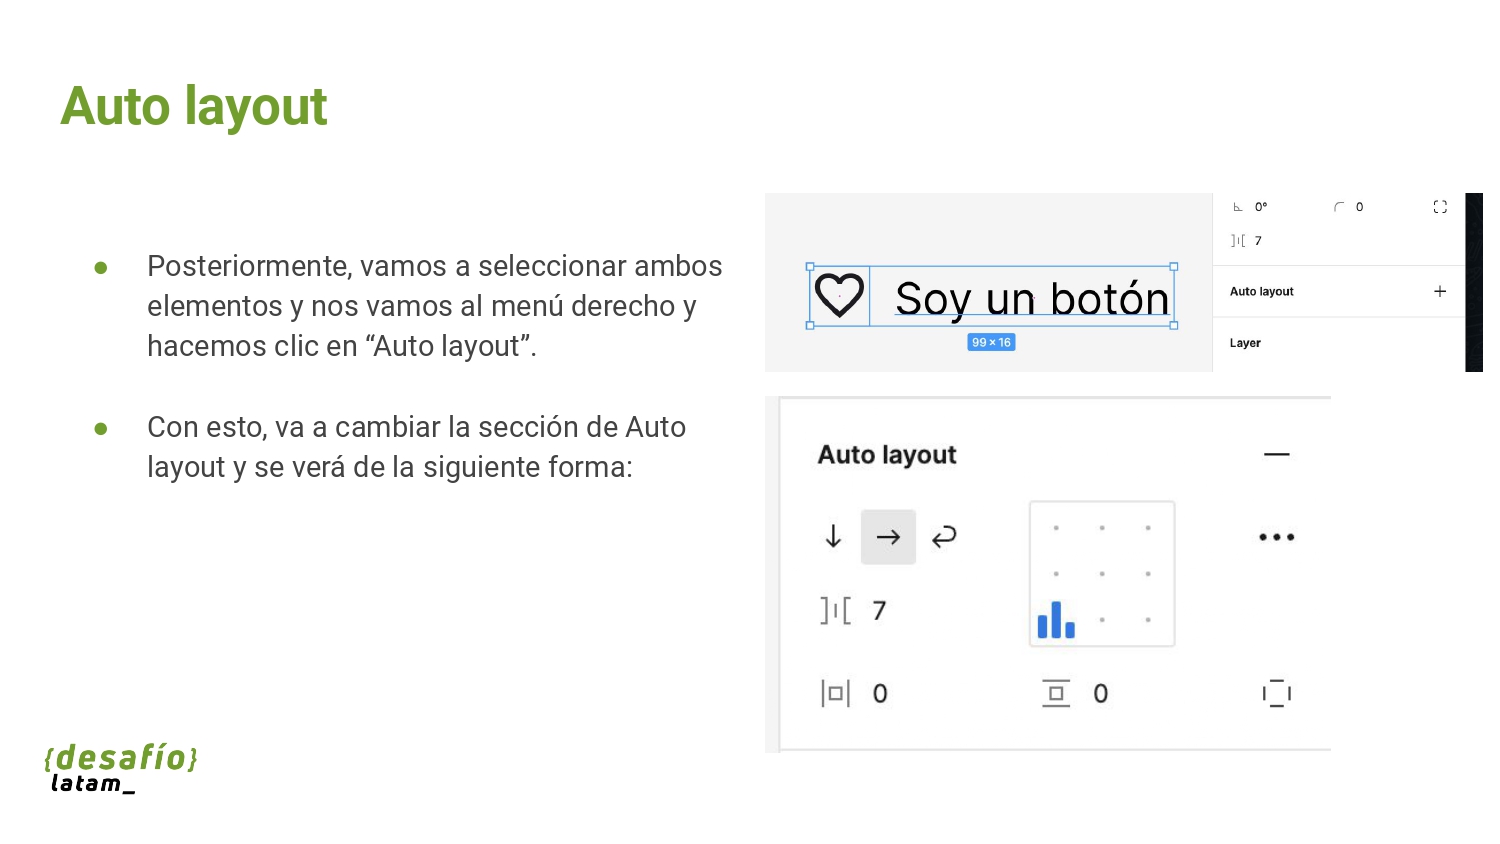 Auto layout
● Posteriormente, vamos a seleccionar ambos
elementos y nos vamos al menú derecho y
hacemos clic en “Auto layout”.
● Con esto, va a cambiar la sección de Auto
layout y se verá de la siguiente forma:
Soy un botón
99 × 16
0° 0
7
Auto layout +
Layer
Auto layout
7
0 0
{desafío}
latam_